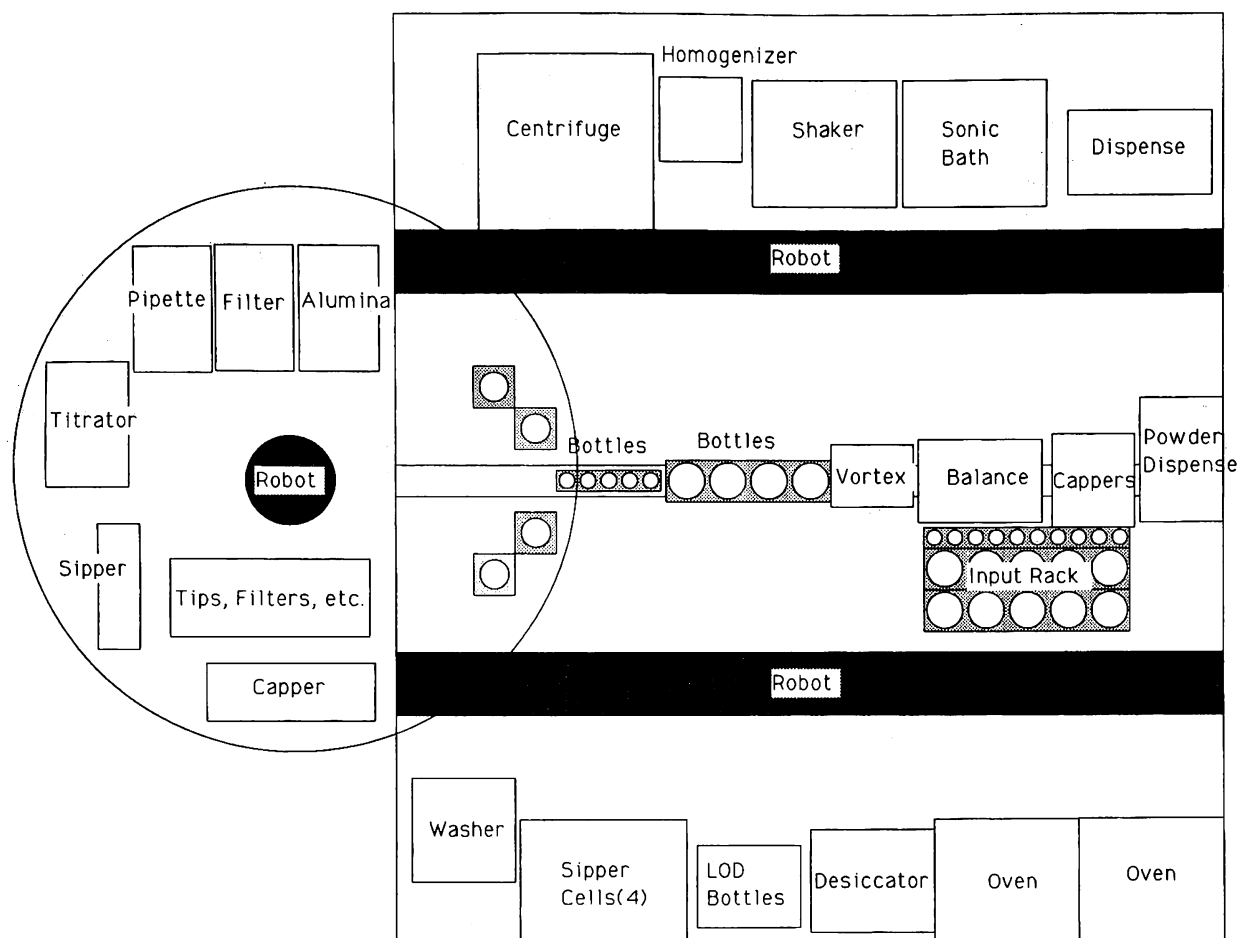 Homogenizer
Centrifuge
Shaker
Sonic
Bath
Dispense
Robot
Pipette
Filter
Alumina
Titrator
Robot
Sipper
Tips, Filters, etc.
Capper
Bottles
Bottles
Vortex
Balance
Cappers
Powder
Dispense
Input Rack
Robot
Washer
Sipper
Cells(4)
LOD
Bottles
Desiccator
Oven
Oven